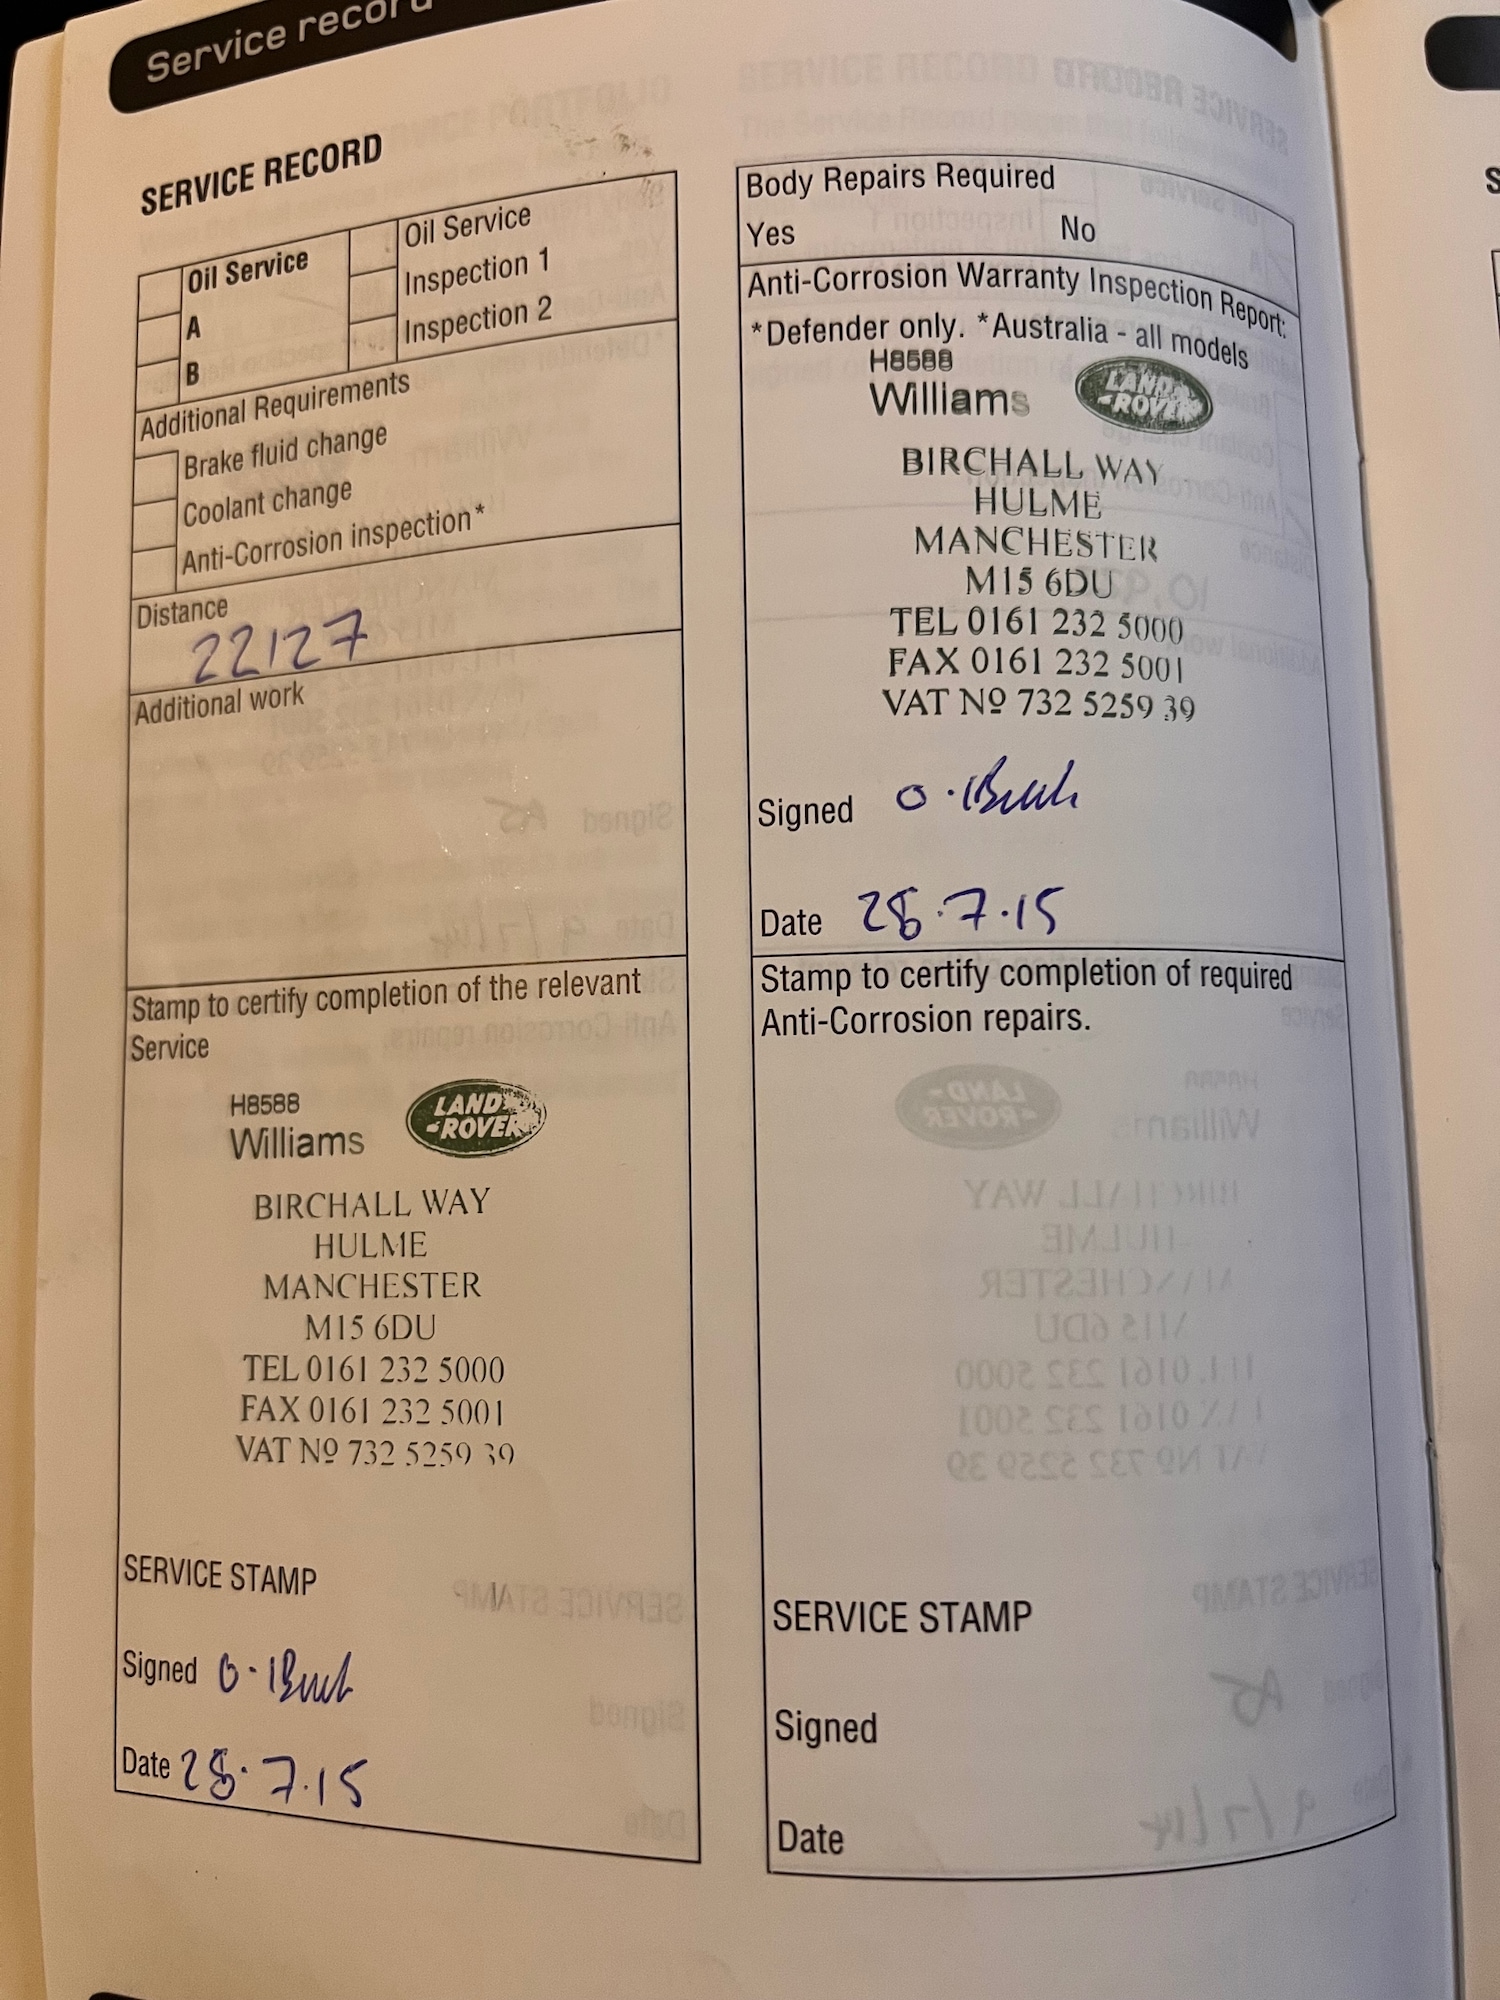 Service record
SERVICE RECORD
Oil Service
A
B
Oil Service
Inspection 1
Inspection 2
Additional Requirements
Brake fluid change
Coolant change
Anti-Corrosion inspection*
Distance
22127
Additional work
Stamp to certify completion of the relevant
Service
H8588
Williams
LAND
ROVER
BIRCHALL WAY
HULME
MANCHESTER
M15 6DU
TEL 0161 232 5000
FAX 0161 232 5001
VAT Nº 732 5259 39
SERVICE STAMP
Signed
Date 28.7.15
Body Repairs Required
Yes No
Anti-Corrosion Warranty Inspection Report:
*Defender only. *Australia - all models
H8588
Williams
LAND
ROVER
BIRCHALL WAY
HULME
MANCHESTER
M15 6DU
TEL 0161 232 5000
FAX 0161 232 5001
VAT Nº 732 5259 39
Signed
Date 28.7.15
Stamp to certify completion of required
Anti-Corrosion repairs.
SERVICE STAMP
Signed
Date